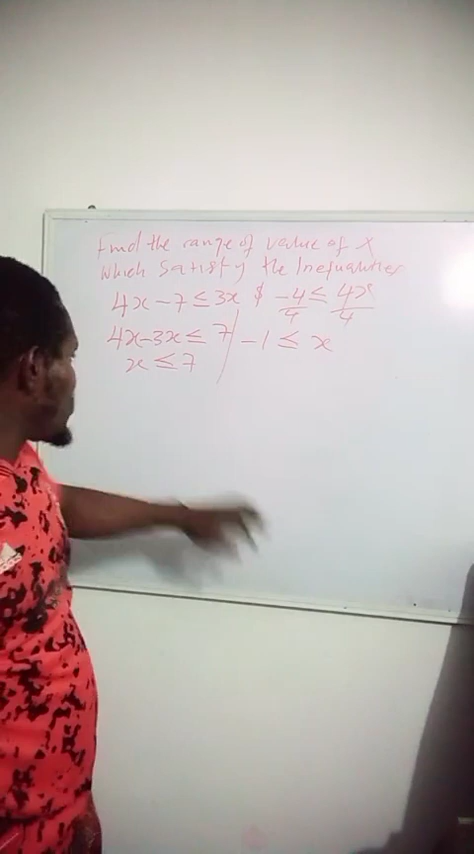 Find the range of value of x
which satisfy the Inequalities
4x - 7 ≤ 3x $ -4/4 ≤ 4x/4
4x - 3x ≤ 7 / -1 ≤ x
x ≤ 7
adidas